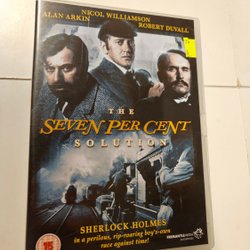 ALAN ARKIN
NICOL WILLIAMSON
ROBERT DUVALL
THE
SEVEN PER CENT
SOLUTION
SHERLOCK HOLMES
in a perilous, rip-roaring boy's-own
race against time!
15
FREMANTLEMEDIA